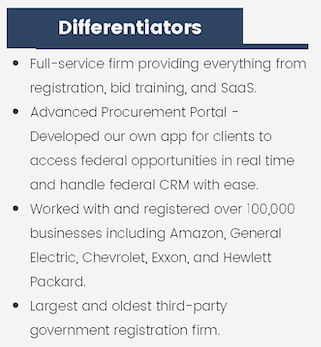 Differentiators
• Full-service firm providing everything from
registration, bid training, and SaaS.
• Advanced Procurement Portal -
Developed our own app for clients to
access federal opportunities in real time
and handle federal CRM with ease.
• Worked with and registered over 100,000
businesses including Amazon, General
Electric, Chevrolet, Exxon, and Hewlett
Packard.
• Largest and oldest third-party
government registration firm.